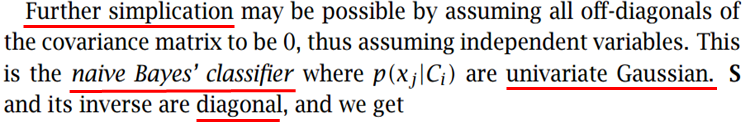 Further simplication may be possible by assuming all off-diagonals of
the covariance matrix to be 0, thus assuming independent variables. This
is the naive Bayes’ classifier where p(xj|Ci) are univariate Gaussian. S
and its inverse are diagonal, and we get